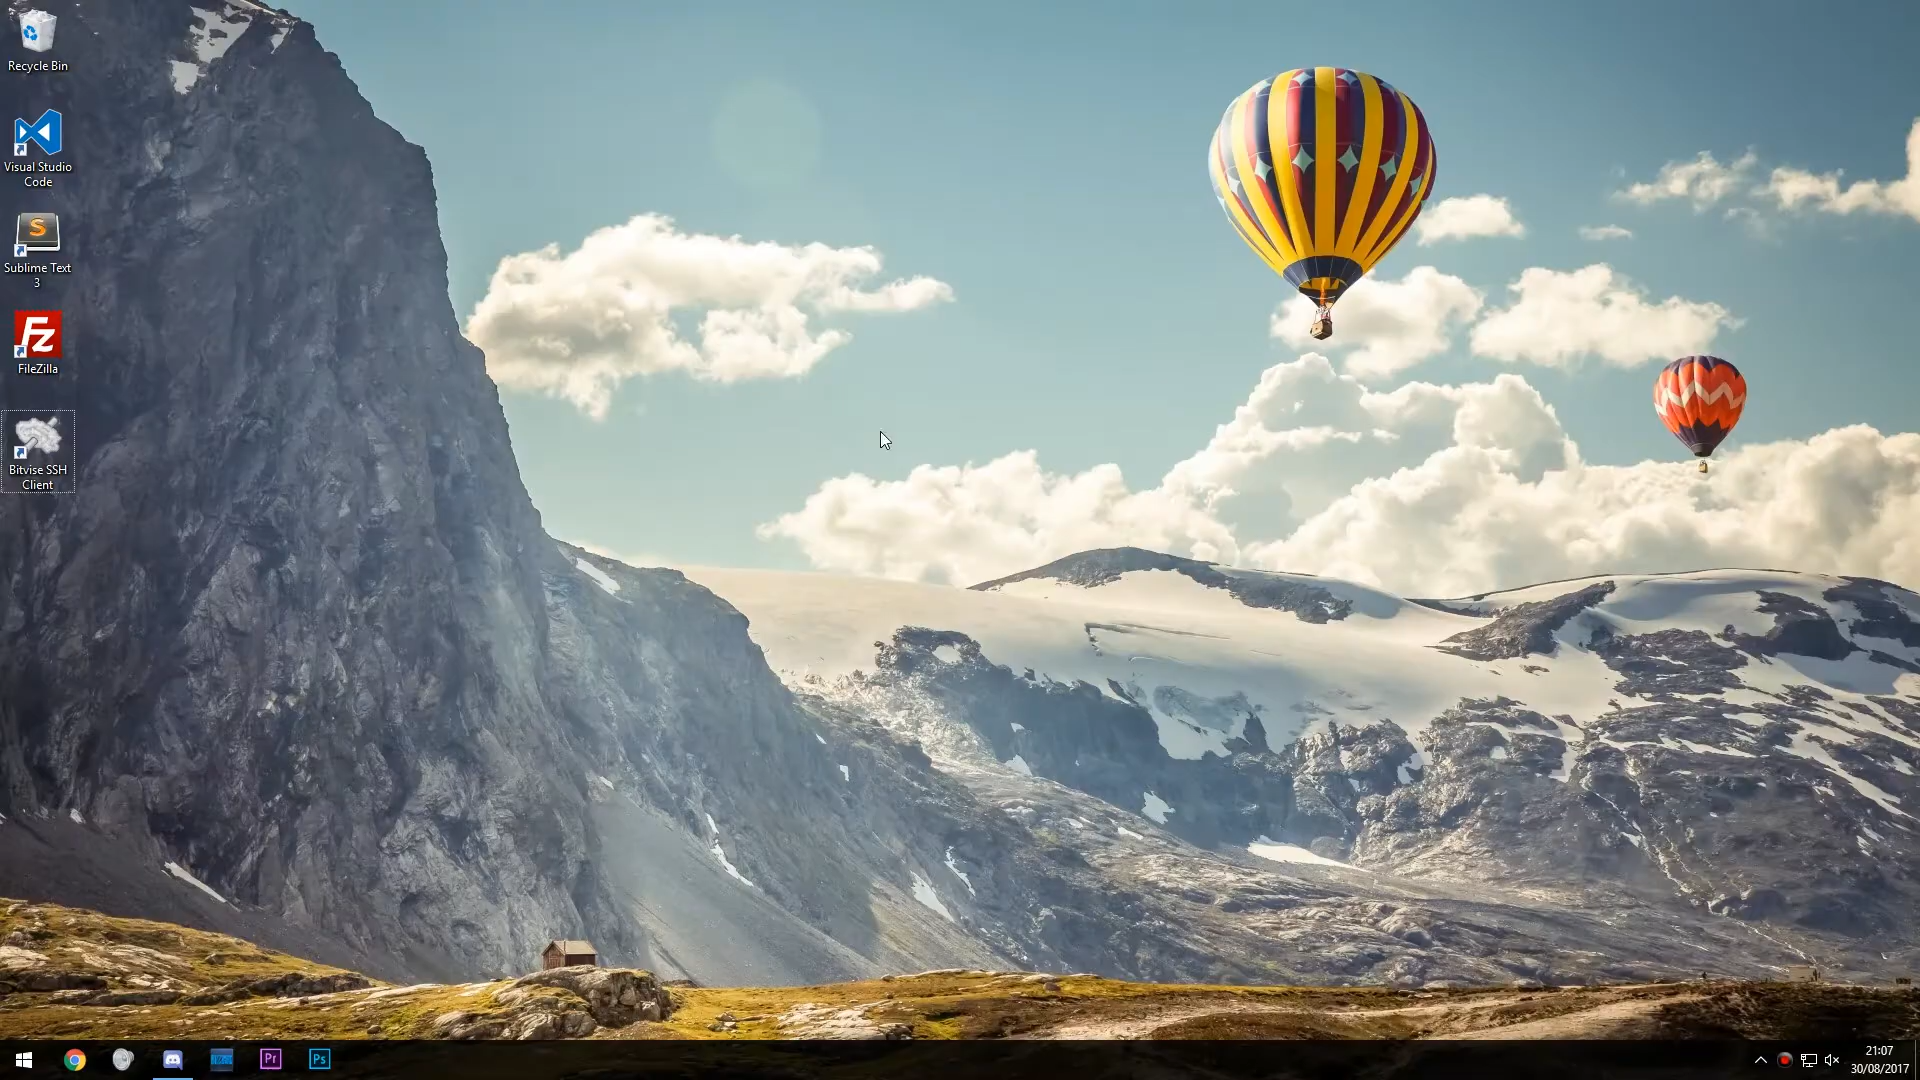 Recycle Bin
Visual Studio
Code
S
Sublime Text
3
Fz
FileZilla
Bitvise SSH
Client
Pr
Ps
21:07
30/08/2017